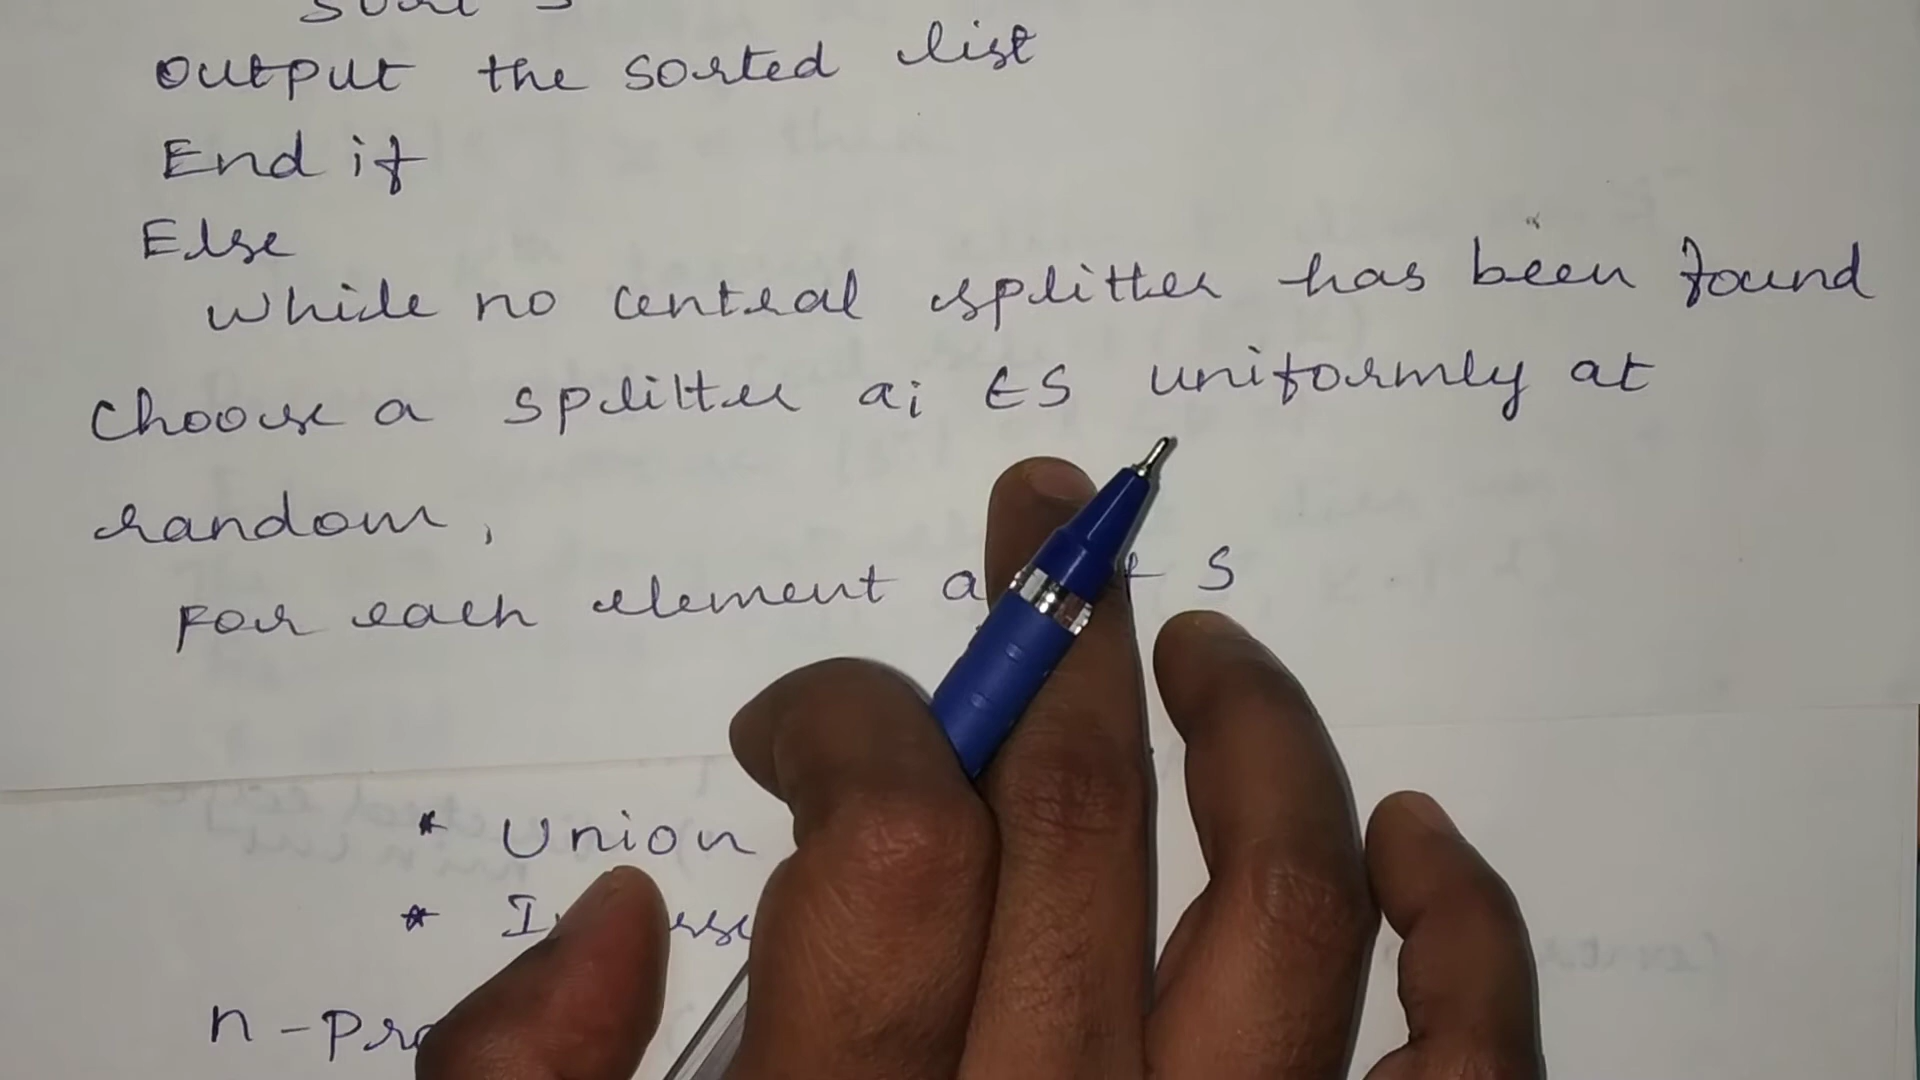 Output the sorted list
End if
Else
While no central splitter has been found
Choose a splitter ai ∈ S uniformly at
random,
For each element a S
* Union
*
n-pro